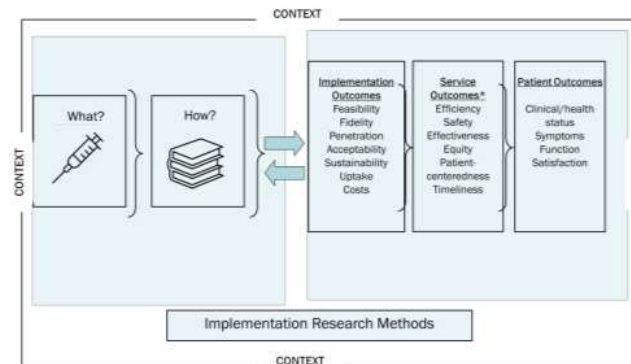 CONTEXT
CONTEXT
What?
How?
Implementation
Outcomes
Feasibility
Fidelity
Penetration
Acceptability
Sustainability
Uptake
Costs
Service
Outcomes*
Efficiency
Safety
Effectiveness
Equity
Patient-
centeredness
Timeliness
Patient Outcomes
Clinical/health
status
Symptoms
Function
Satisfaction
Implementation Research Methods
CONTEXT